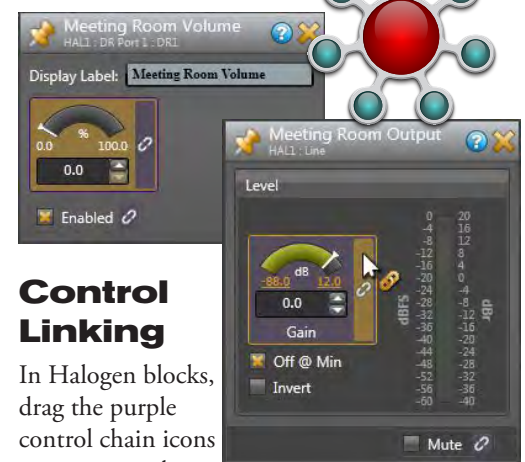 Meeting Room Volume
HAL1 : DR Port 1 : DR1
Display Label: Meeting Room Volume
%
0.0 100.0
0.0
Enabled
Meeting Room Output
HAL1 : Line
Level
dB
-88.0 12.0
0.0
Gain
Off @ Min
Invert
dBFS
0 20
-4 16
-8 12
-12 8
-16 4
-20 0
-24 -4
-28 -8
-32 -12
-36 -16
-40 -20
-44 -24
-48 -28
-52 -32
-56 -36
-60 -40
dBr
Mute
Control
Linking
In Halogen blocks,
drag the purple
control chain icons